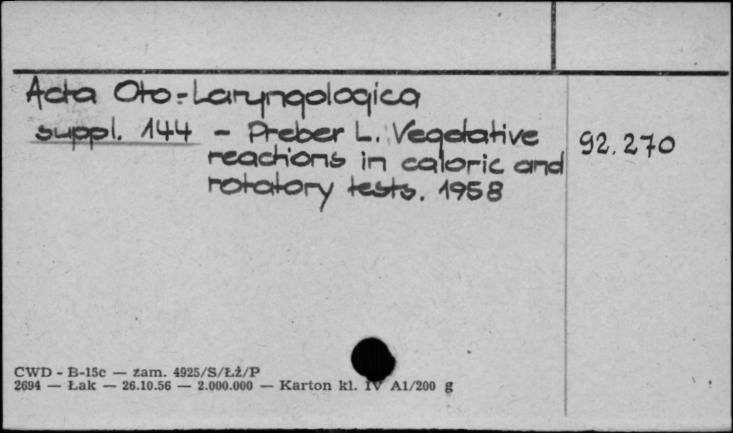 Acta Oto-Laryngologica
suppl. 144 - Preber L. Vegetative
reactions in caloric and
rotatory tests. 1958
92.270
CWD - B-15c — zam. 4925/S/Łż/P
2694 — Łak — 26.10.56 — 2.000.000 — Karton kl. IV A1/200 g